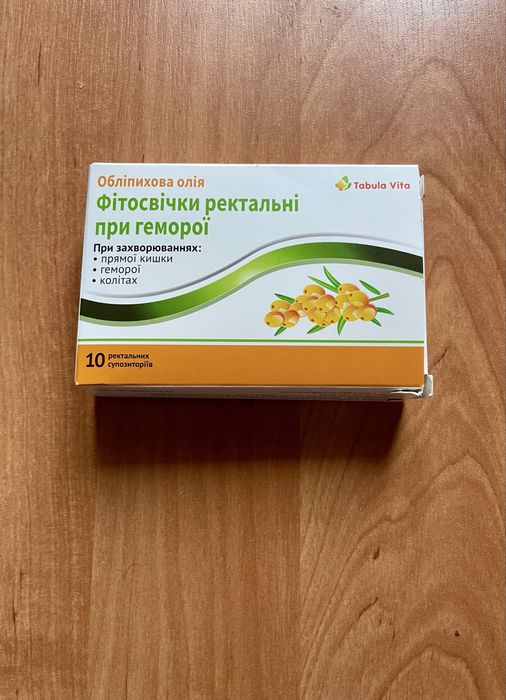 Обліпихова олія
Tabula Vita
Фітосвічки ректальні
при геморої
При захворюваннях:
• прямої кишки
• геморої
• колітах
10 ректальних
супозиторіїв